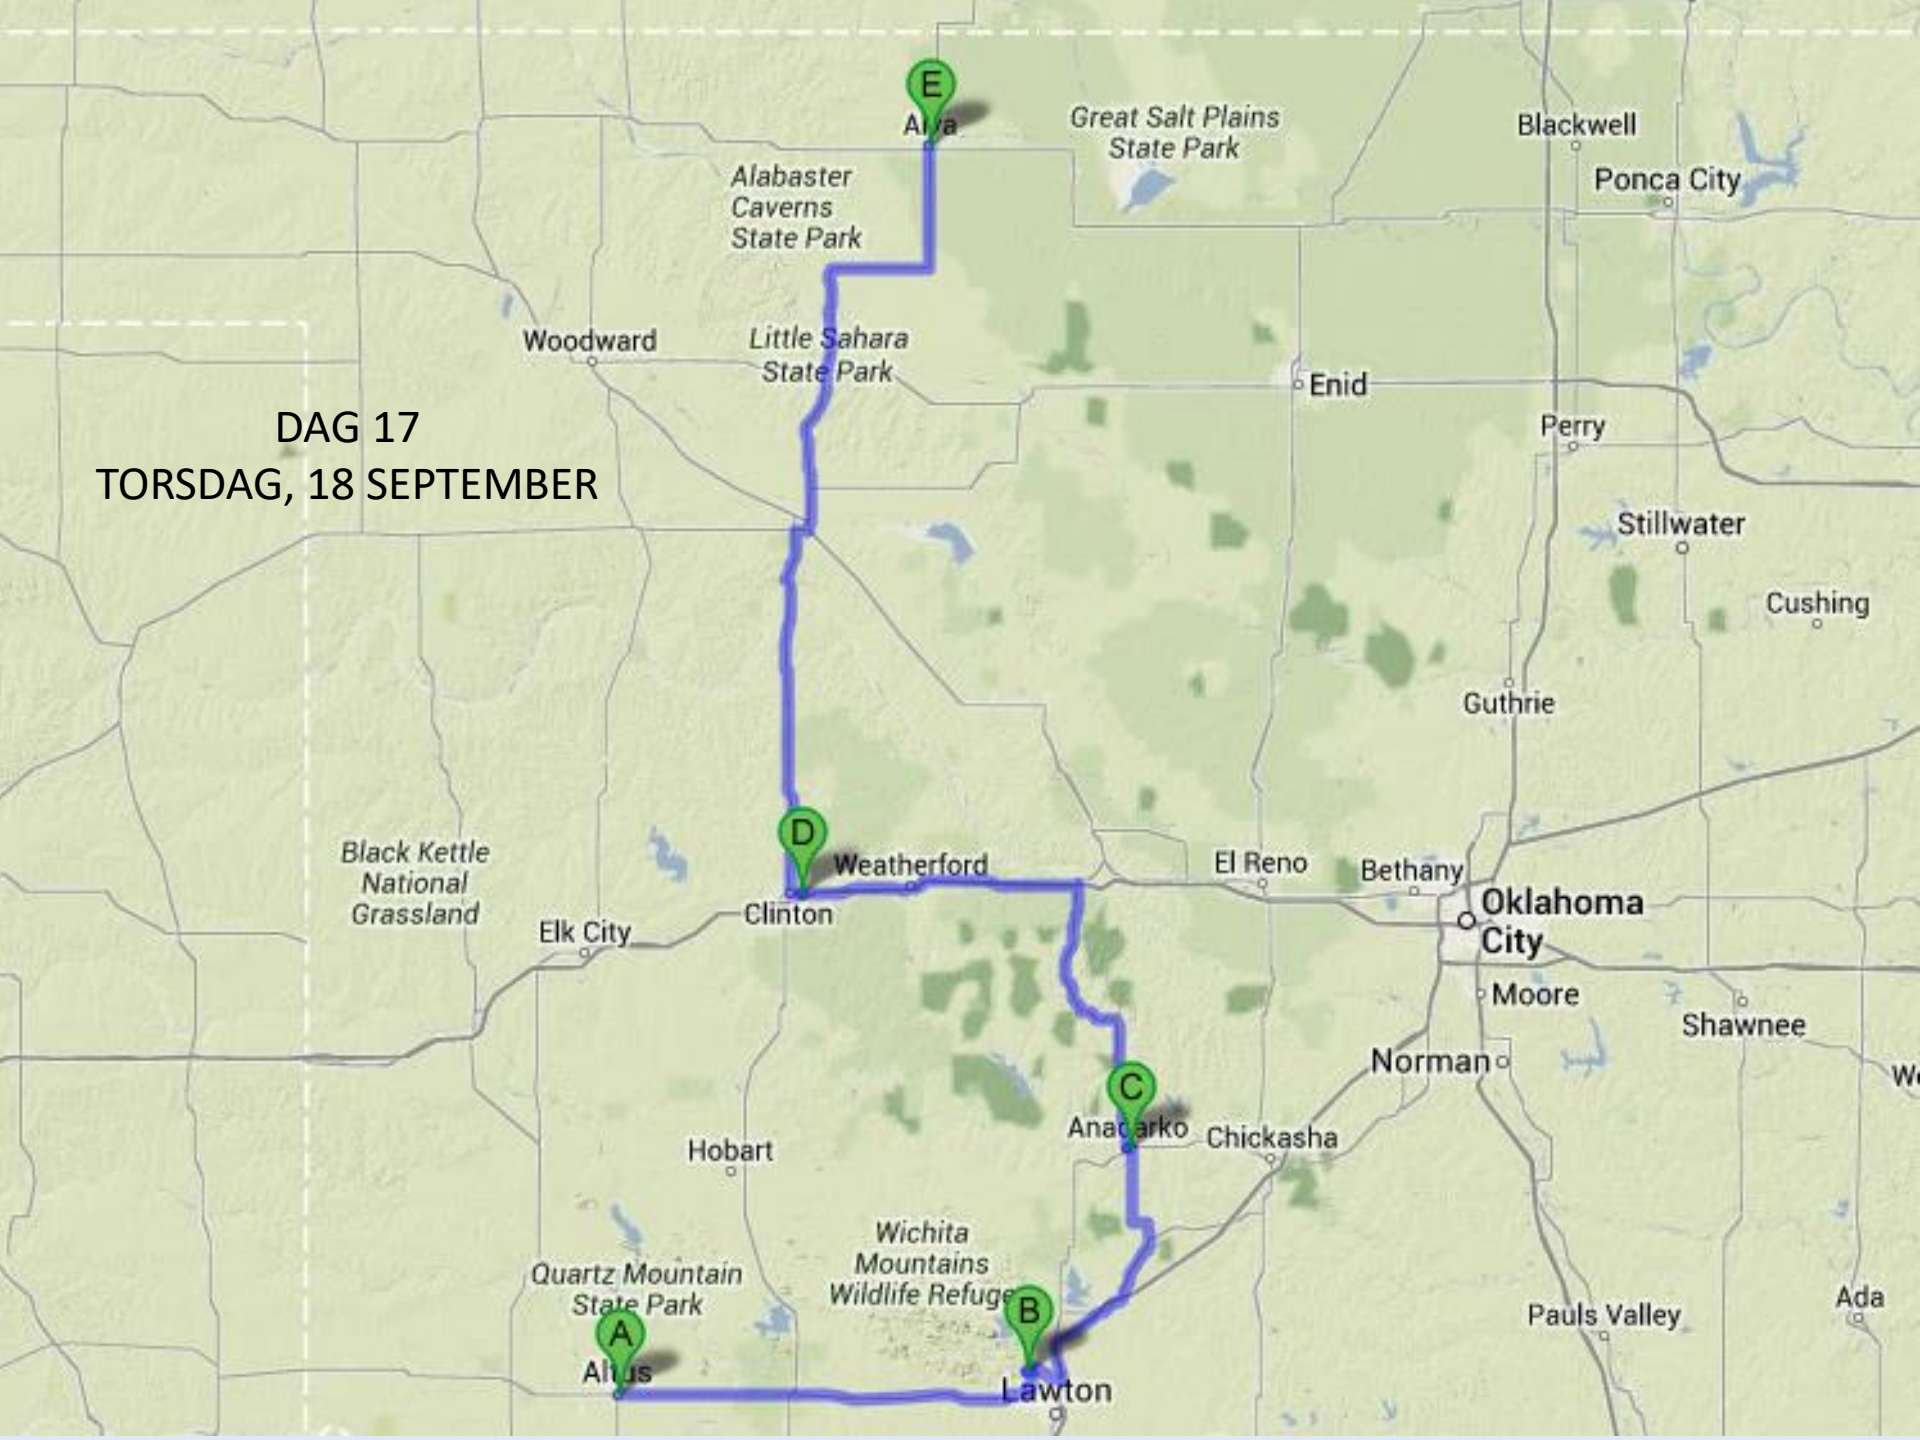 E
Alva
Great Salt Plains
State Park
Blackwell
Ponca City
Alabaster
Caverns
State Park
Woodward
Little Sahara
State Park
Enid
DAG 17
TORSDAG, 18 SEPTEMBER
Perry
Stillwater
Cushing
Guthrie
D
Weatherford
El Reno
Bethany
Black Kettle
National
Grassland
Clinton
Elk City
Oklahoma
City
Moore
Shawnee
Norman
C
Anadarko
Chickasha
Hobart
Wichita
Mountains
Wildlife Refuge
Quartz Mountain
State Park
B
A
Altus
Lawton
Pauls Valley
Ada